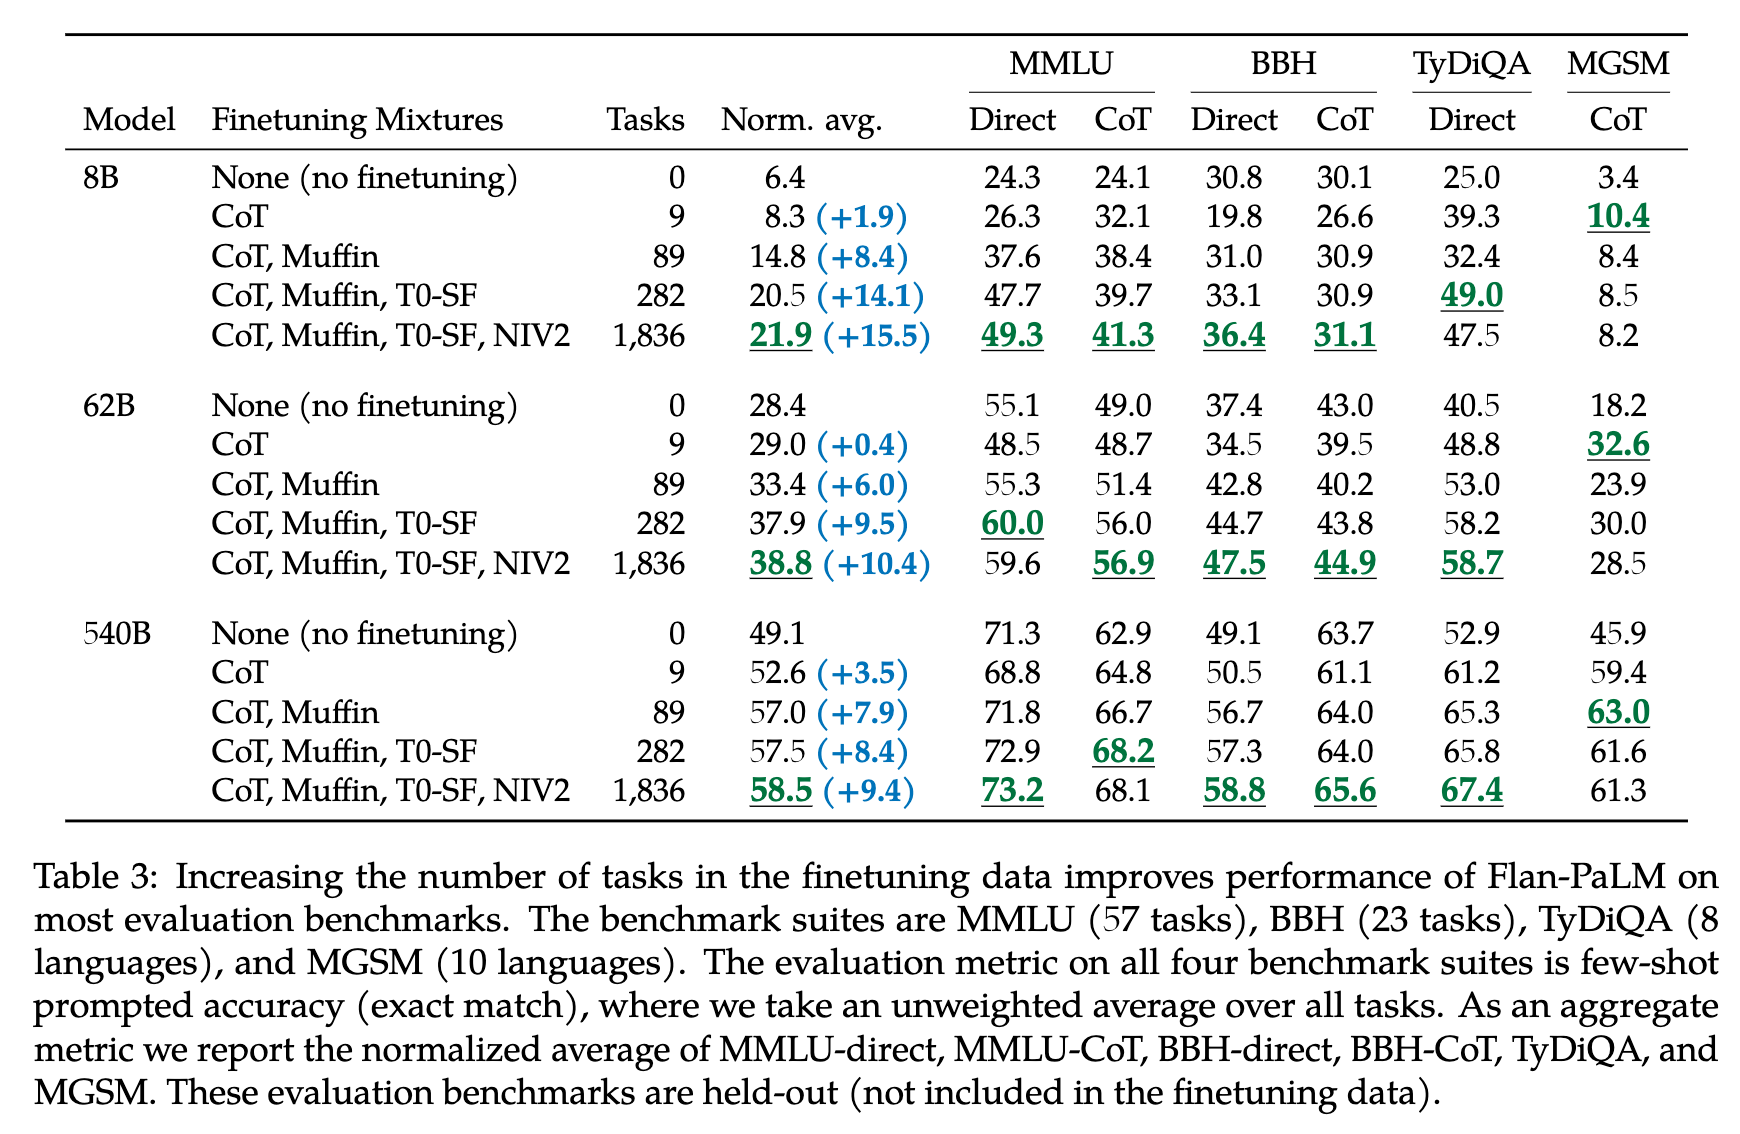 MMLU BBH TyDiQA MGSM
Model Finetuning Mixtures Tasks Norm. avg. Direct CoT Direct CoT Direct CoT
8B None (no finetuning) 0 6.4 24.3 24.1 30.8 30.1 25.0 3.4
CoT 9 8.3 (+1.9) 26.3 32.1 19.8 26.6 39.3 10.4
CoT, Muffin 89 14.8 (+8.4) 37.6 38.4 31.0 30.9 32.4 8.4
CoT, Muffin, T0-SF 282 20.5 (+14.1) 47.7 39.7 33.1 30.9 49.0 8.5
CoT, Muffin, T0-SF, NIV2 1,836 21.9 (+15.5) 49.3 41.3 36.4 31.1 47.5 8.2
62B None (no finetuning) 0 28.4 55.1 49.0 37.4 43.0 40.5 18.2
CoT 9 29.0 (+0.4) 48.5 48.7 34.5 39.5 48.8 32.6
CoT, Muffin 89 33.4 (+6.0) 55.3 51.4 42.8 40.2 53.0 23.9
CoT, Muffin, T0-SF 282 37.9 (+9.5) 60.0 56.0 44.7 43.8 58.2 30.0
CoT, Muffin, T0-SF, NIV2 1,836 38.8 (+10.4) 59.6 56.9 47.5 44.9 58.7 28.5
540B None (no finetuning) 0 49.1 71.3 62.9 49.1 63.7 52.9 45.9
CoT 9 52.6 (+3.5) 68.8 64.8 50.5 61.1 61.2 59.4
CoT, Muffin 89 57.0 (+7.9) 71.8 66.7 56.7 64.0 65.3 63.0
CoT, Muffin, T0-SF 282 57.5 (+8.4) 72.9 68.2 57.3 64.0 65.8 61.6
CoT, Muffin, T0-SF, NIV2 1,836 58.5 (+9.4) 73.2 68.1 58.8 65.6 67.4 61.3
Table 3: Increasing the number of tasks in the finetuning data improves performance of Flan-PaLM on
most evaluation benchmarks. The benchmark suites are MMLU (57 tasks), BBH (23 tasks), TyDiQA (8
languages), and MGSM (10 languages). The evaluation metric on all four benchmark suites is few-shot
prompted accuracy (exact match), where we take an unweighted average over all tasks. As an aggregate
metric we report the normalized average of MMLU-direct, MMLU-CoT, BBH-direct, BBH-CoT, TyDiQA, and
MGSM. These evaluation benchmarks are held-out (not included in the finetuning data).